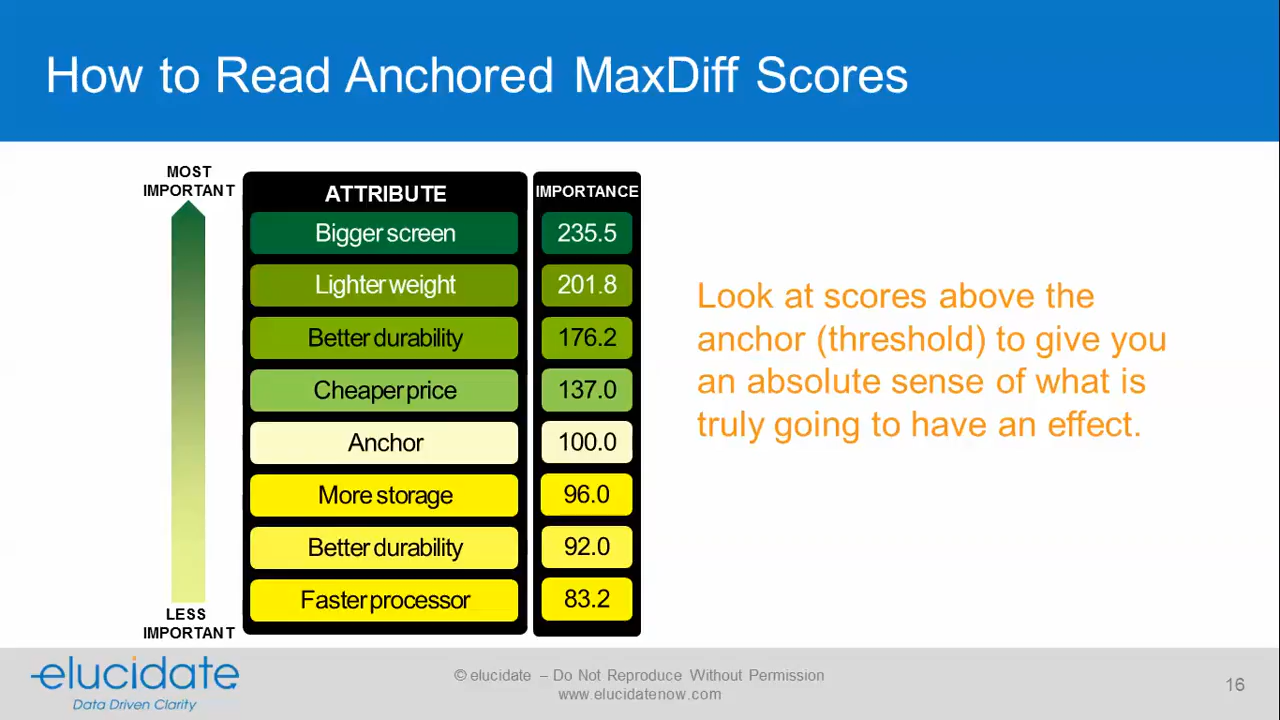 How to Read Anchored MaxDiff Scores
MOST
IMPORTANT
ATTRIBUTE
IMPORTANCE
Bigger screen
235.5
Lighter weight
201.8
Better durability
176.2
Cheaper price
137.0
Anchor
100.0
More storage
96.0
Better durability
92.0
Faster processor
83.2
LESS
IMPORTANT
Look at scores above the
anchor (threshold) to give you
an absolute sense of what is
truly going to have an effect.
elucidate
Data Driven Clarity
© elucidate – Do Not Reproduce Without Permission
www.elucidatenow.com
16